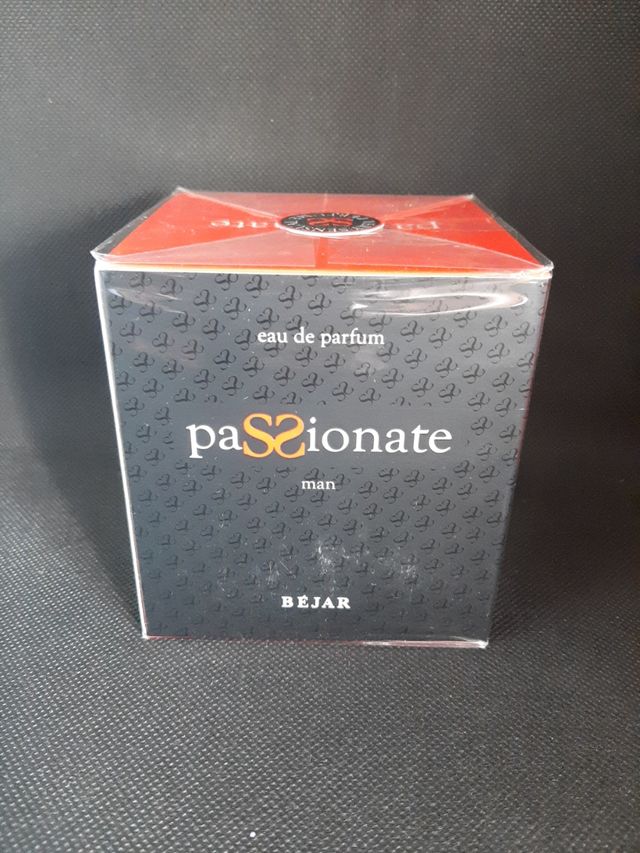 eau de parfum
paSSionate
man
BÉJAR